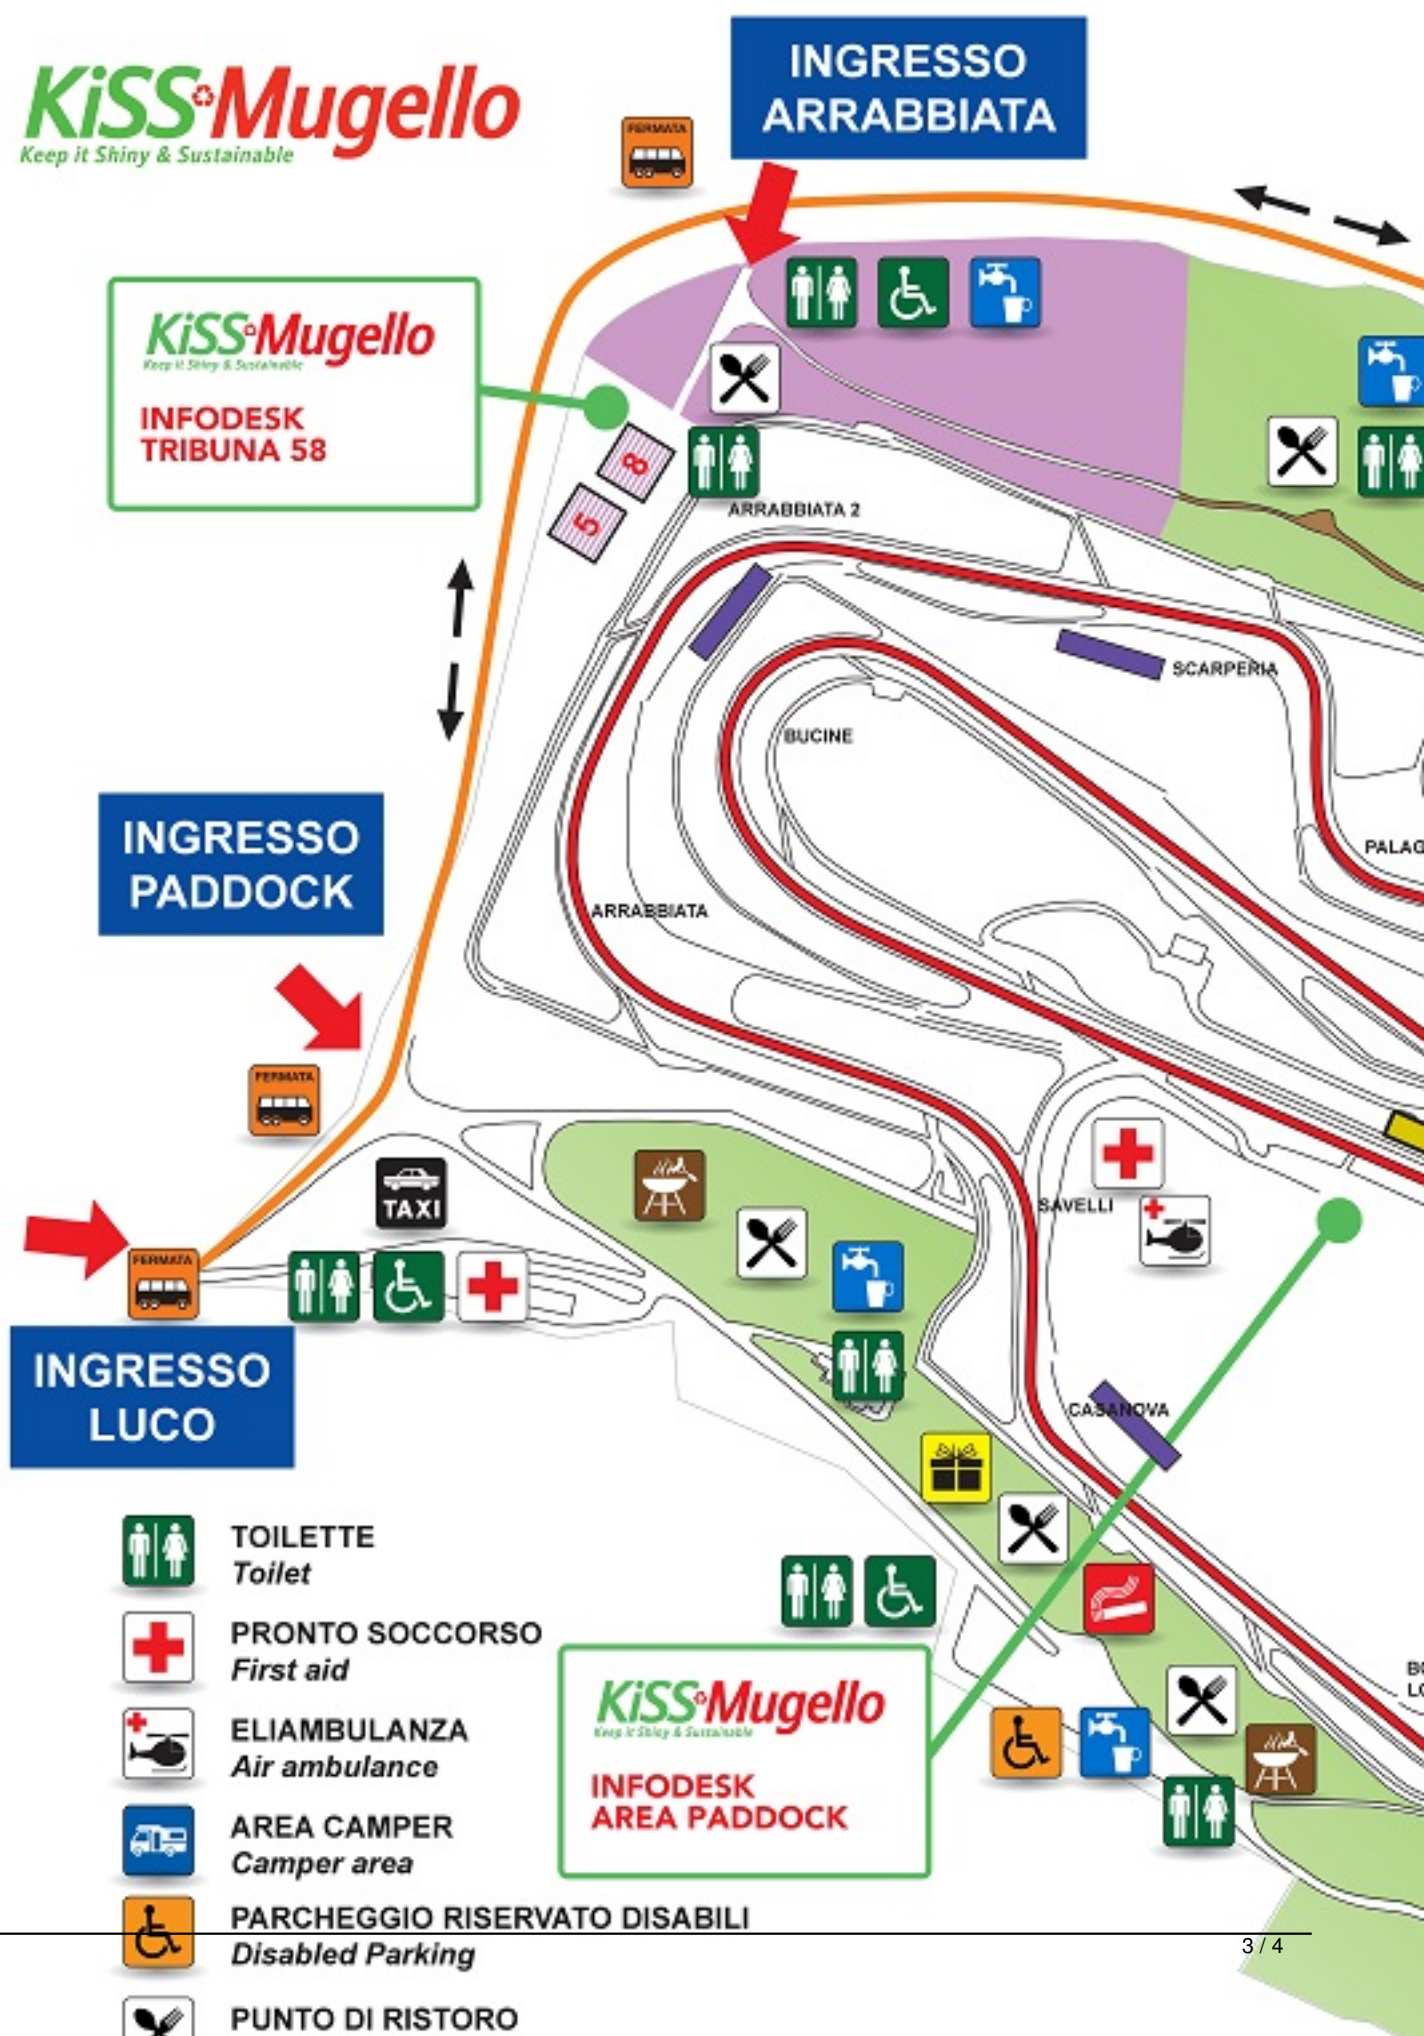 INGRESSO
ARRABBIATA
KiSS Mugello
Keep it Shiny & Sustainable
FERMATA
KiSS Mugello
Keep it Shiny & Sustainable
INFODESK
TRIBUNA 58
8
5
ARRABBIATA 2
SCARPERIA
BUCINE
PALAG
INGRESSO
PADDOCK
ARRABBIATA
FERMATA
TAXI
SAVELLI
FERMATA
INGRESSO
LUCO
CASANOVA
TOILETTE
Toilet
PRONTO SOCCORSO
First aid
ELIAMBULANZA
Air ambulance
AREA CAMPER
Camper area
PARCHEGGIO RISERVATO DISABILI
Disabled Parking
PUNTO DI RISTORO
KiSS Mugello
Keep it Shiny & Sustainable
INFODESK
AREA PADDOCK
3 / 4